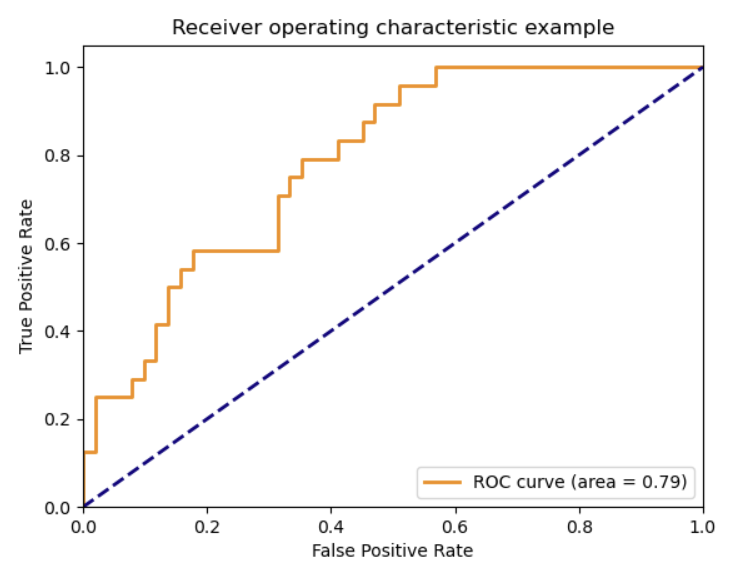 Receiver operating characteristic example
1.0
0.8
0.6
0.4
0.2
0.0
True Positive Rate
ROC curve (area = 0.79)
0.0 0.2 0.4 0.6 0.8 1.0
False Positive Rate